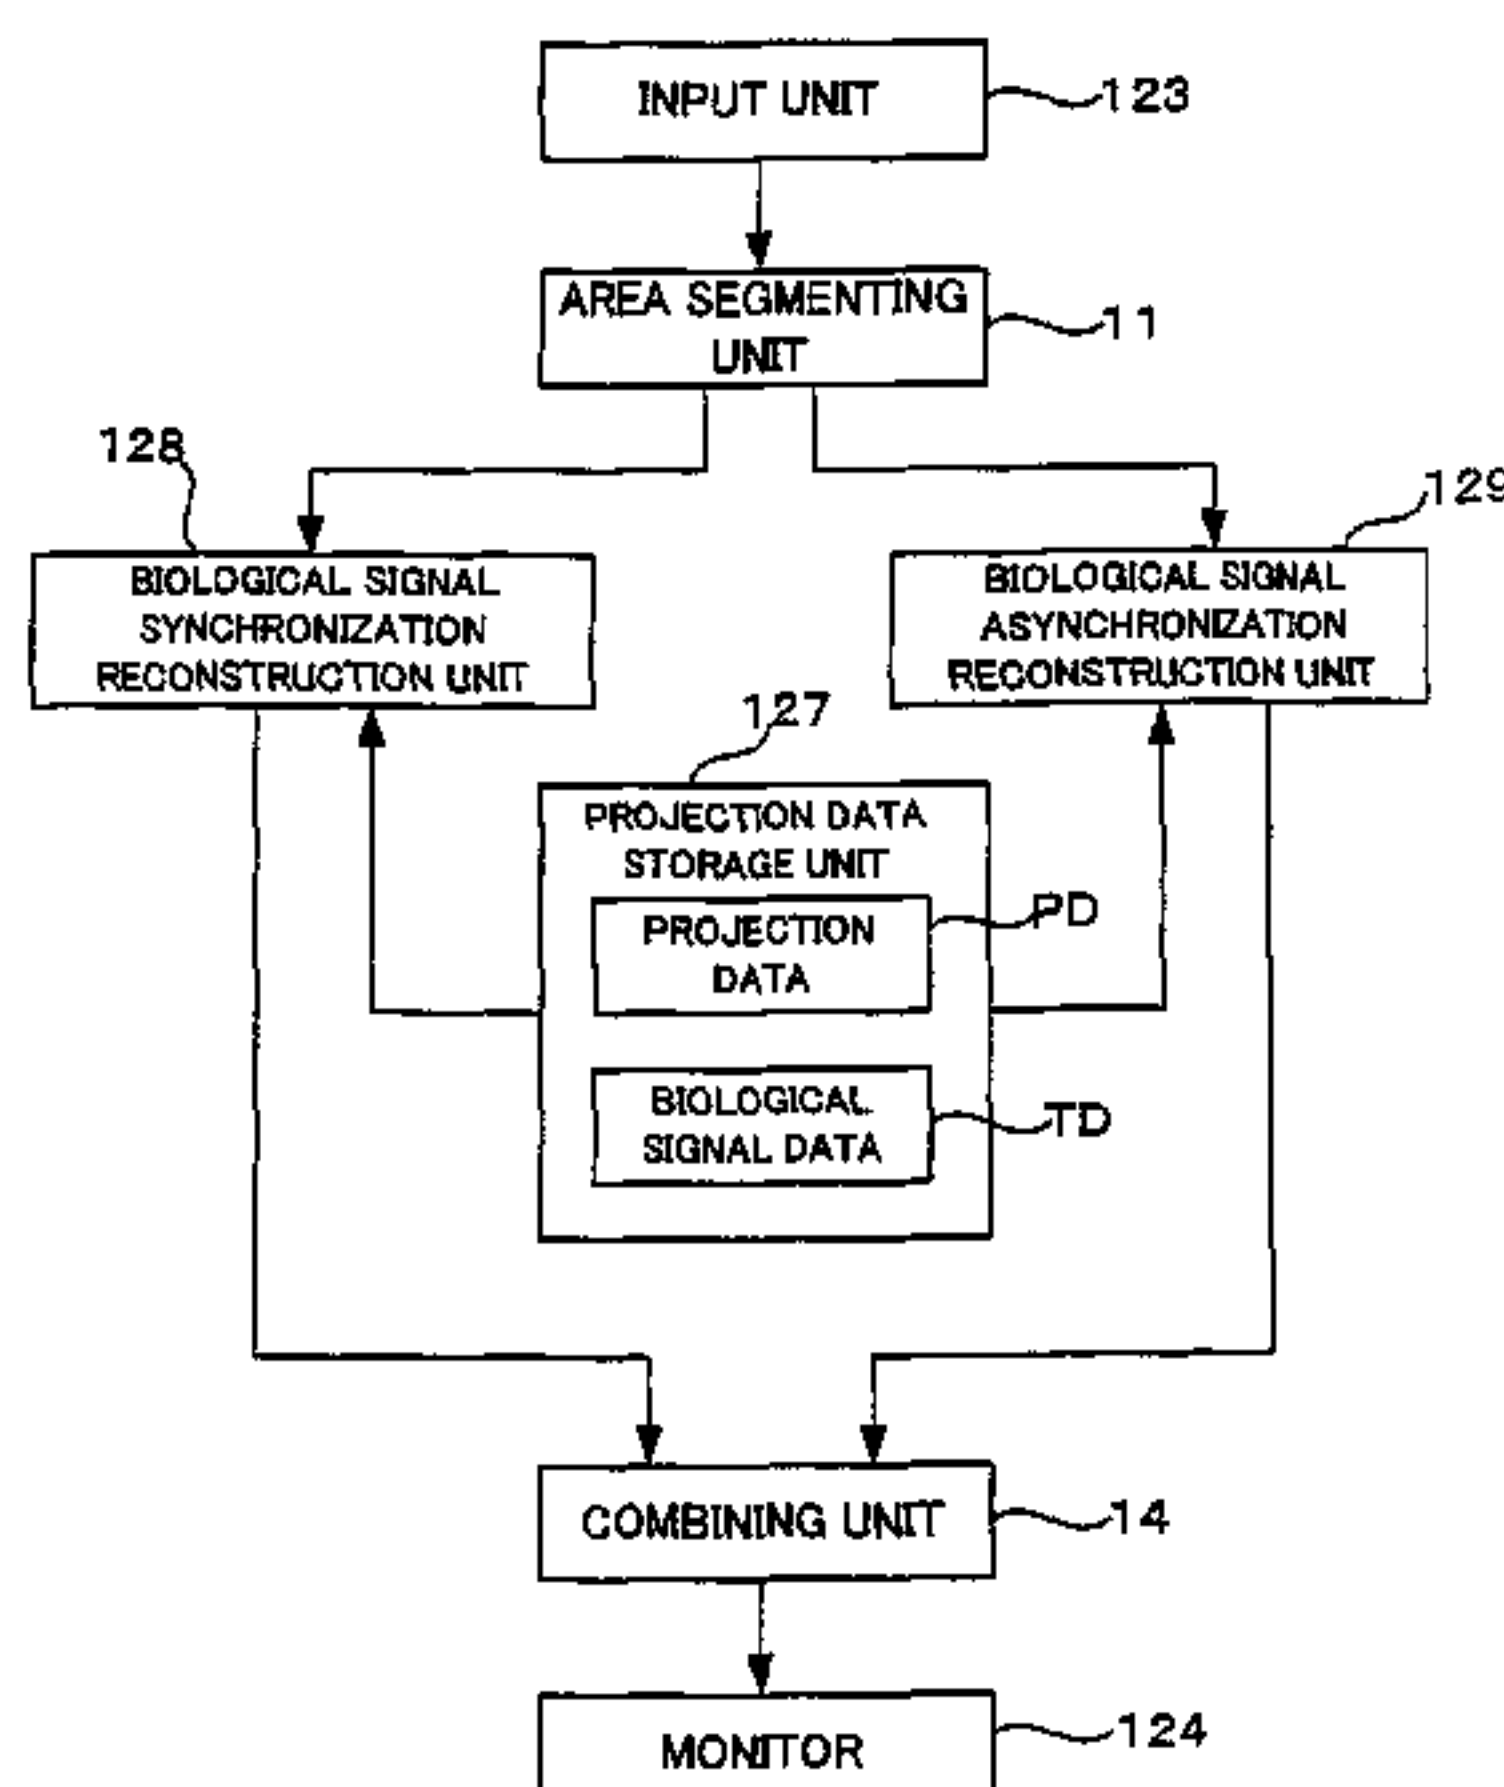 INPUT UNIT
123
AREA SEGMENTING
UNIT
11
128
129
BIOLOGICAL SIGNAL
SYNCHRONIZATION
RECONSTRUCTION UNIT
BIOLOGICAL SIGNAL
ASYNCHRONIZATION
RECONSTRUCTION UNIT
127
PROJECTION DATA
STORAGE UNIT
PROJECTION
DATA
PD
BIOLOGICAL
SIGNAL DATA
TD
COMBINING UNIT
14
MONITOR
124